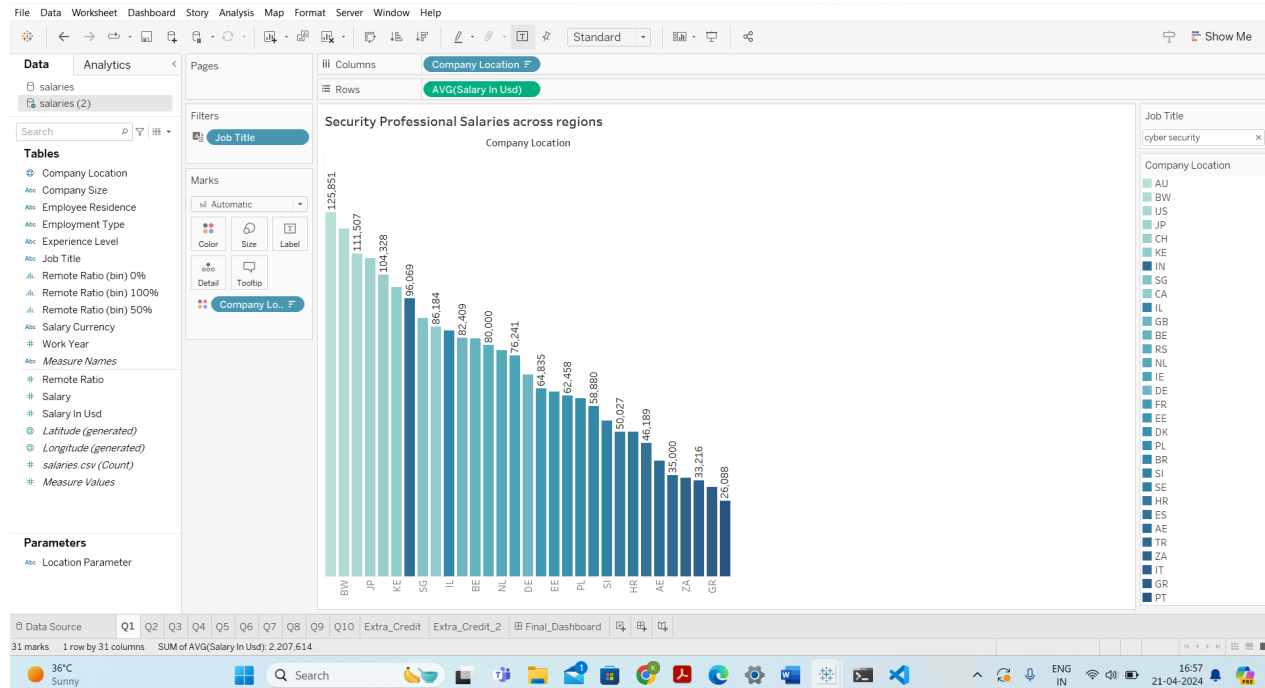 File Data Worksheet Dashboard Story Analysis Map Format Server Window Help
Standard
Show Me
Data Analytics
salaries
salaries (2)
Search
Tables
Company Location
Abc Company Size
Abc Employee Residence
Abc Employment Type
Abc Experience Level
Abc Job Title
Remote Ratio (bin) 0%
Remote Ratio (bin) 100%
Remote Ratio (bin) 50%
Abc Salary Currency
# Work Year
Abc Measure Names
# Remote Ratio
# Salary
# Salary In Usd
Latitude (generated)
Longitude (generated)
# salaries.csv (Count)
# Measure Values
Parameters
Abc Location Parameter
Pages
Filters
Job Title
Marks
Automatic
Color Size Label
Detail Tooltip
Company Lo..
Columns Company Location
Rows AVG(Salary In Usd)
Security Professional Salaries across regions
Company Location
125,851
111,507
104,328
96,069
86,184
82,409
80,000
76,241
64,835
62,458
58,880
50,027
46,189
35,000
33,216
26,088
BW JP KE SG IL BE NL DE EE PL SI HR AE ZA GR
Job Title
cyber security
Company Location
AU
BW
US
JP
CH
KE
IN
SG
CA
IL
GB
BE
RS
NL
IE
DE
FR
EE
DK
PL
BR
SI
SE
HR
ES
AE
TR
ZA
IT
GR
PT
Data Source Q1 Q2 Q3 Q4 Q5 Q6 Q7 Q8 Q9 Q10 Extra_Credit Extra_Credit_2 Final_Dashboard
31 marks 1 row by 31 columns SUM of AVG(Salary In Usd): 2,207,614
36°C
Sunny
Search
1
ENG
IN
16:57
21-04-2024
PRE